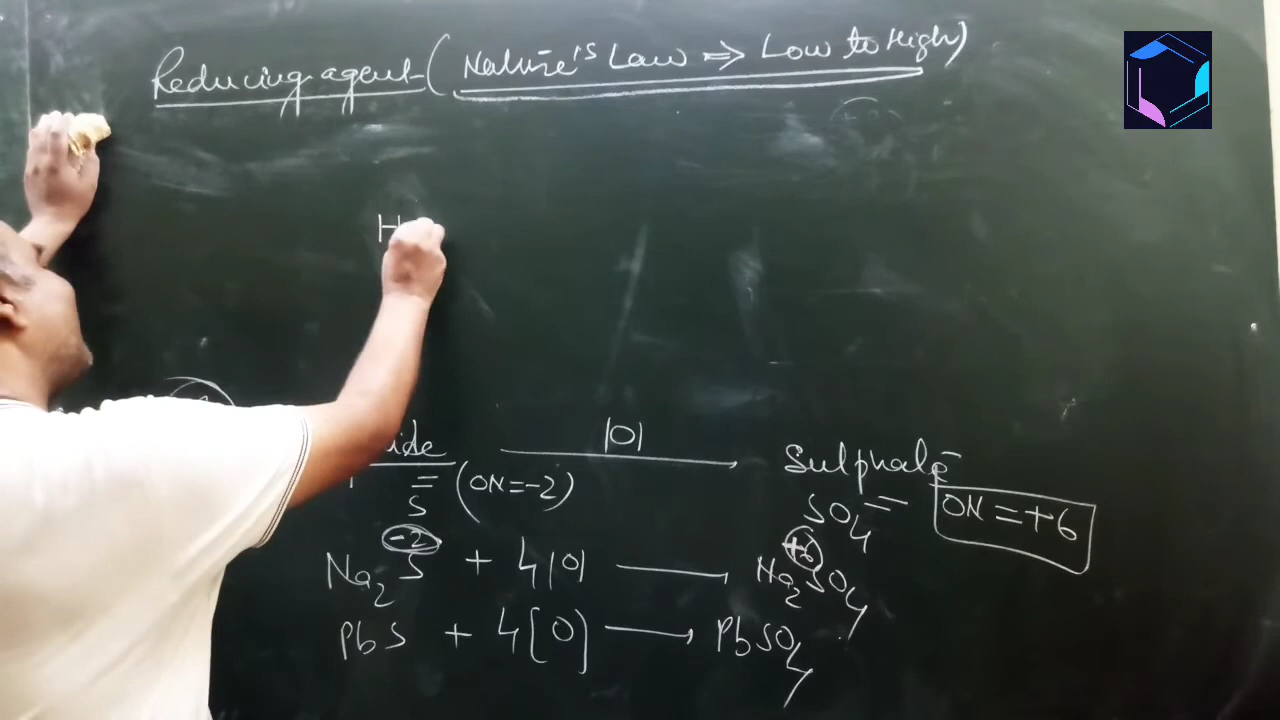 Reducing agent (Nature's Law ⇒ Low to High)
H
ide |O| Sulphate
S⁼ (ON=-2) SO₄⁼ ON=+6
-2 +6
Na₂S + 4|O| → Na₂SO₄
PbS + 4[O] → PbSO₄